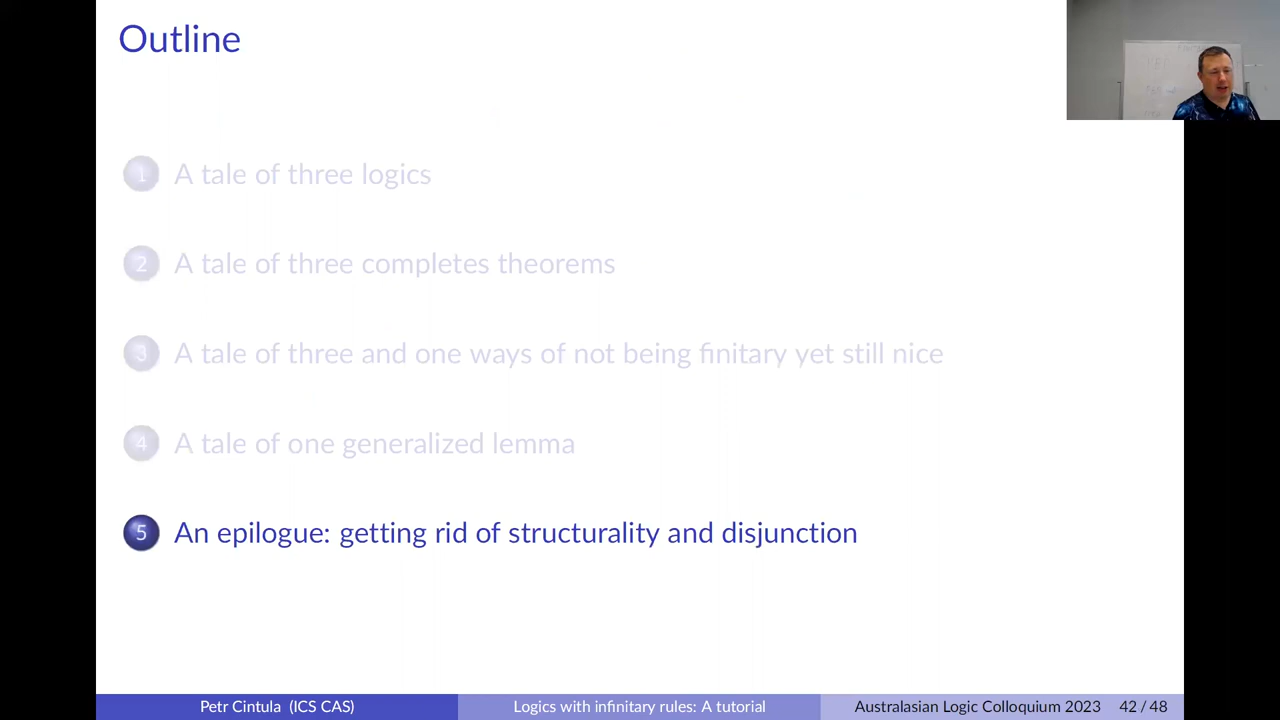 Outline
1 A tale of three logics
2 A tale of three completes theorems
3 A tale of three and one ways of not being finitary yet still nice
4 A tale of one generalized lemma
5 An epilogue: getting rid of structurality and disjunction
Petr Cintula (ICS CAS) Logics with infinitary rules: A tutorial Australasian Logic Colloquium 2023 42 / 48